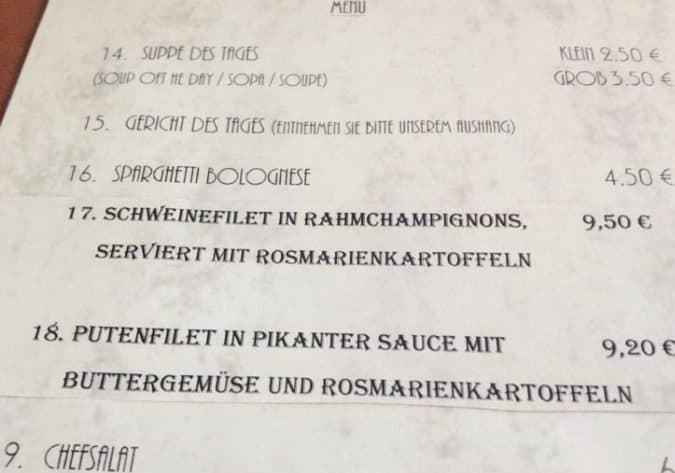 MENU
14. SUPPE DES TAGES KLEIN 2.50 €
(SOUP OFT HE DAY / SOPA / SOUPE) GROß 3.50 €
15. GERICHT DES TAGES (ENTNEHMEN SIE BITTE UNSEREM AUSHANG)
16. SPARGHETTI BOLOGNESE 4.50 €
17. SCHWEINEFILET IN RAHMCHAMPIGNONS, 9,50 €
SERVIERT MIT ROSMARIENKARTOFFELN
18. PUTENFILET IN PIKANTER SAUCE MIT 9,20 €
BUTTERGEMÜSE UND ROSMARIENKARTOFFELN
9. CHEFSALAT